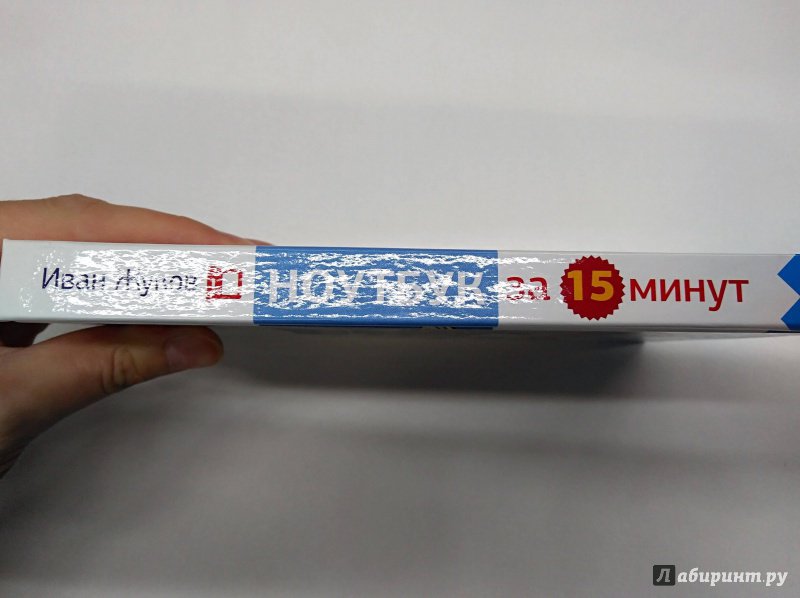 Иван Жуков НОУТБУК за 15 минут
Лабиринт.ру